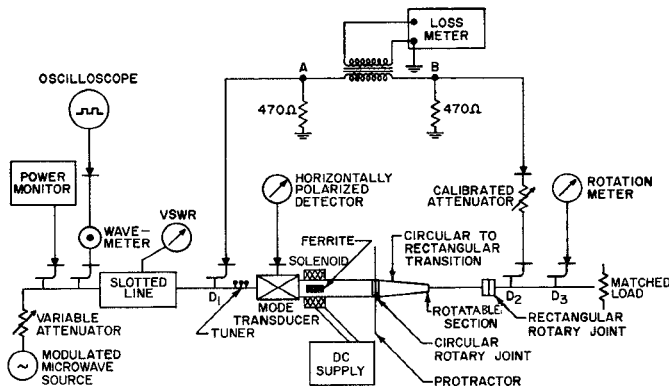 LOSS
METER
A
B
OSCILLOSCOPE
470Ω
470Ω
POWER
MONITOR
WAVE-
METER
VSWR
HORIZONTALLY
POLARIZED
DETECTOR
CALIBRATED
ATTENUATOR
ROTATION
METER
FERRITE
SOLENOID
CIRCULAR TO
RECTANGULAR
TRANSITION
SLOTTED
LINE
D1
TUNER
MODE
TRANSDUCER
ROTATABLE
SECTION
D2
D3
MATCHED
LOAD
VARIABLE
ATTENUATOR
RECTANGULAR
ROTARY JOINT
CIRCULAR
ROTARY JOINT
MODULATED
MICROWAVE
SOURCE
DC
SUPPLY
PROTRACTOR